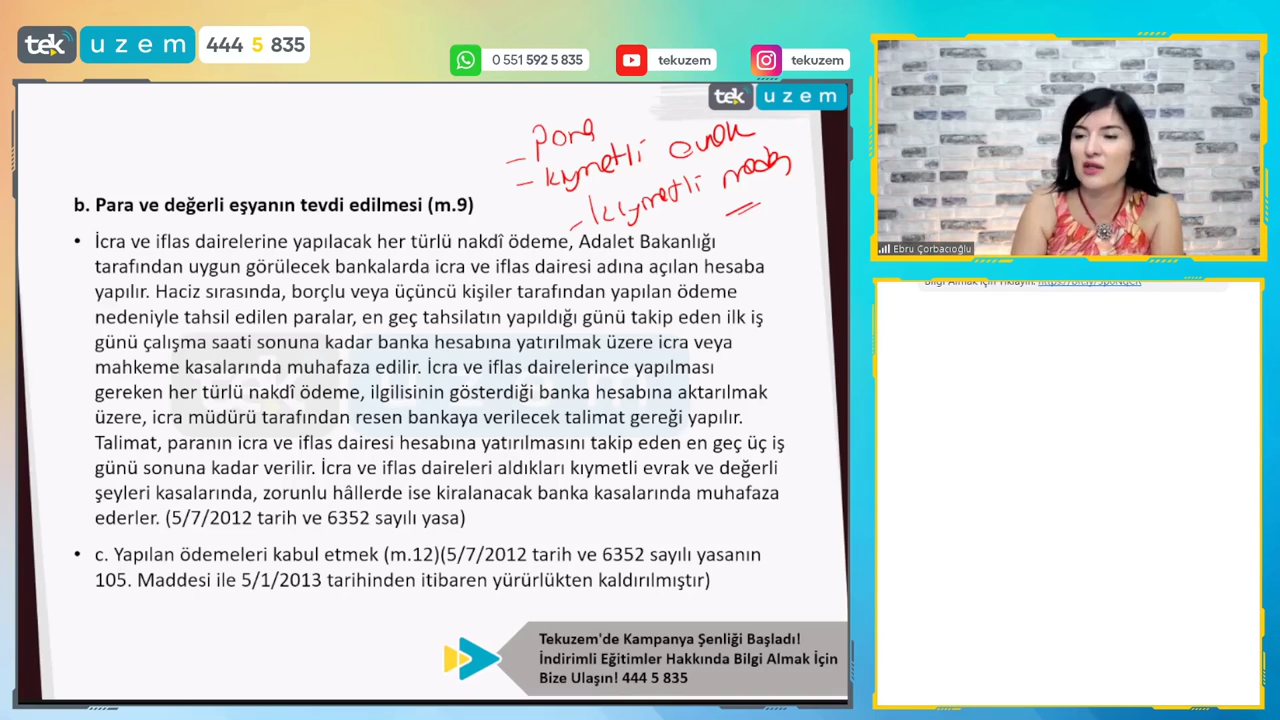 tek uzem 444 5 835
0 551 592 5 835
tekuzem
tekuzem
tek uzem
- para
- kıymetli evrak
- kıymetli maden
b. Para ve değerli eşyanın tevdi edilmesi (m.9)
• İcra ve iflas dairelerine yapılacak her türlü nakdî ödeme, Adalet Bakanlığı
tarafından uygun görülecek bankalarda icra ve iflas dairesi adına açılan hesaba
yapılır. Haciz sırasında, borçlu veya üçüncü kişiler tarafından yapılan ödeme
nedeniyle tahsil edilen paralar, en geç tahsilatın yapıldığı günü takip eden ilk iş
günü çalışma saati sonuna kadar banka hesabına yatırılmak üzere icra veya
mahkeme kasalarında muhafaza edilir. İcra ve iflas dairelerince yapılması
gereken her türlü nakdî ödeme, ilgilisinin gösterdiği banka hesabına aktarılmak
üzere, icra müdürü tarafından resen bankaya verilecek talimat gereği yapılır.
Talimat, paranın icra ve iflas dairesi hesabına yatırılmasını takip eden en geç üç iş
günü sonuna kadar verilir. İcra ve iflas daireleri aldıkları kıymetli evrak ve değerli
şeyleri kasalarında, zorunlu hâllerde ise kiralanacak banka kasalarında muhafaza
ederler. (5/7/2012 tarih ve 6352 sayılı yasa)
• c. Yapılan ödemeleri kabul etmek (m.12)(5/7/2012 tarih ve 6352 sayılı yasanın
105. Maddesi ile 5/1/2013 tarihinden itibaren yürürlükten kaldırılmıştır)
Tekuzem'de Kampanya Şenliği Başladı!
İndirimli Eğitimler Hakkında Bilgi Almak İçin
Bize Ulaşın! 444 5 835
Ebru Çorbacıoğlu